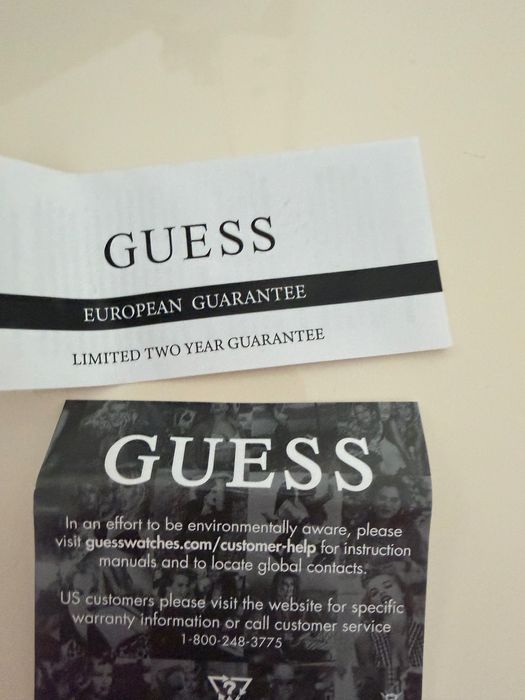 GUESS
EUROPEAN GUARANTEE
LIMITED TWO YEAR GUARANTEE
GUESS
In an effort to be environmentally aware, please
visit guesswatches.com/customer-help for instruction
manuals and to locate global contacts.
US customers please visit the website for specific
warranty information or call customer service
1-800-248-3775
?